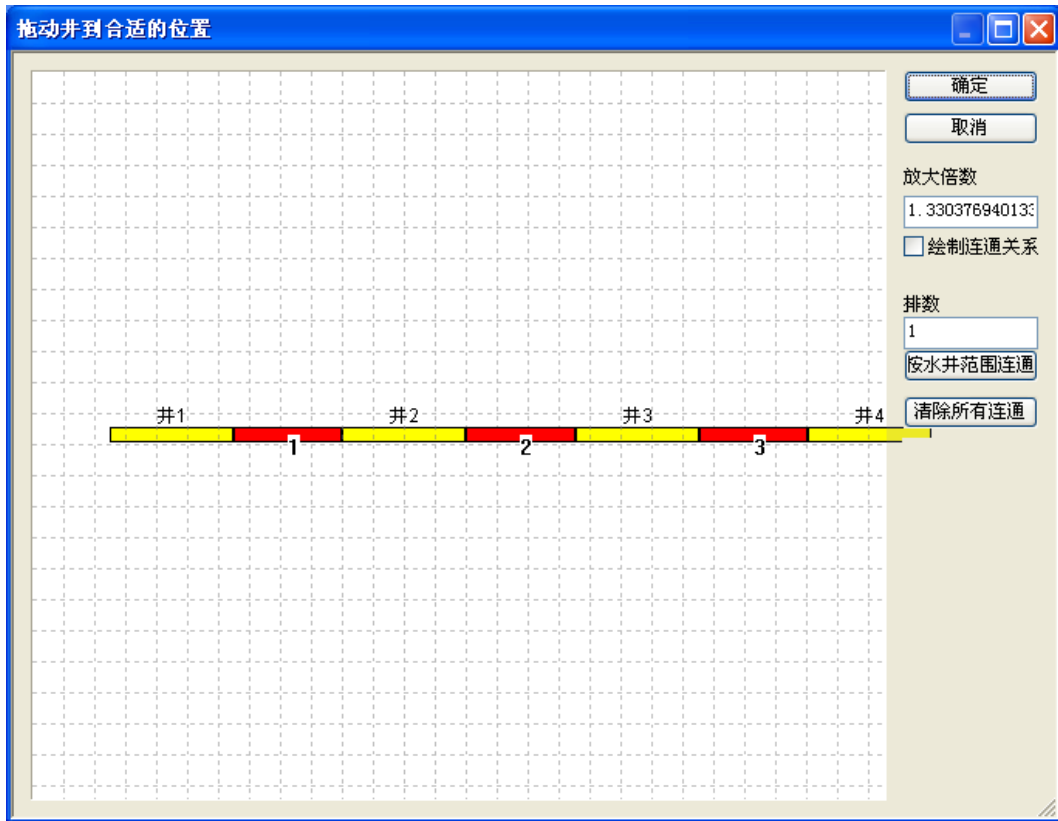 拖动井到合适的位置
确定
取消
放大倍数
1.330376940133
绘制连通关系
排数
1
按水井范围连通
清除所有连通
井1
井2
井3
井4
1
2
3